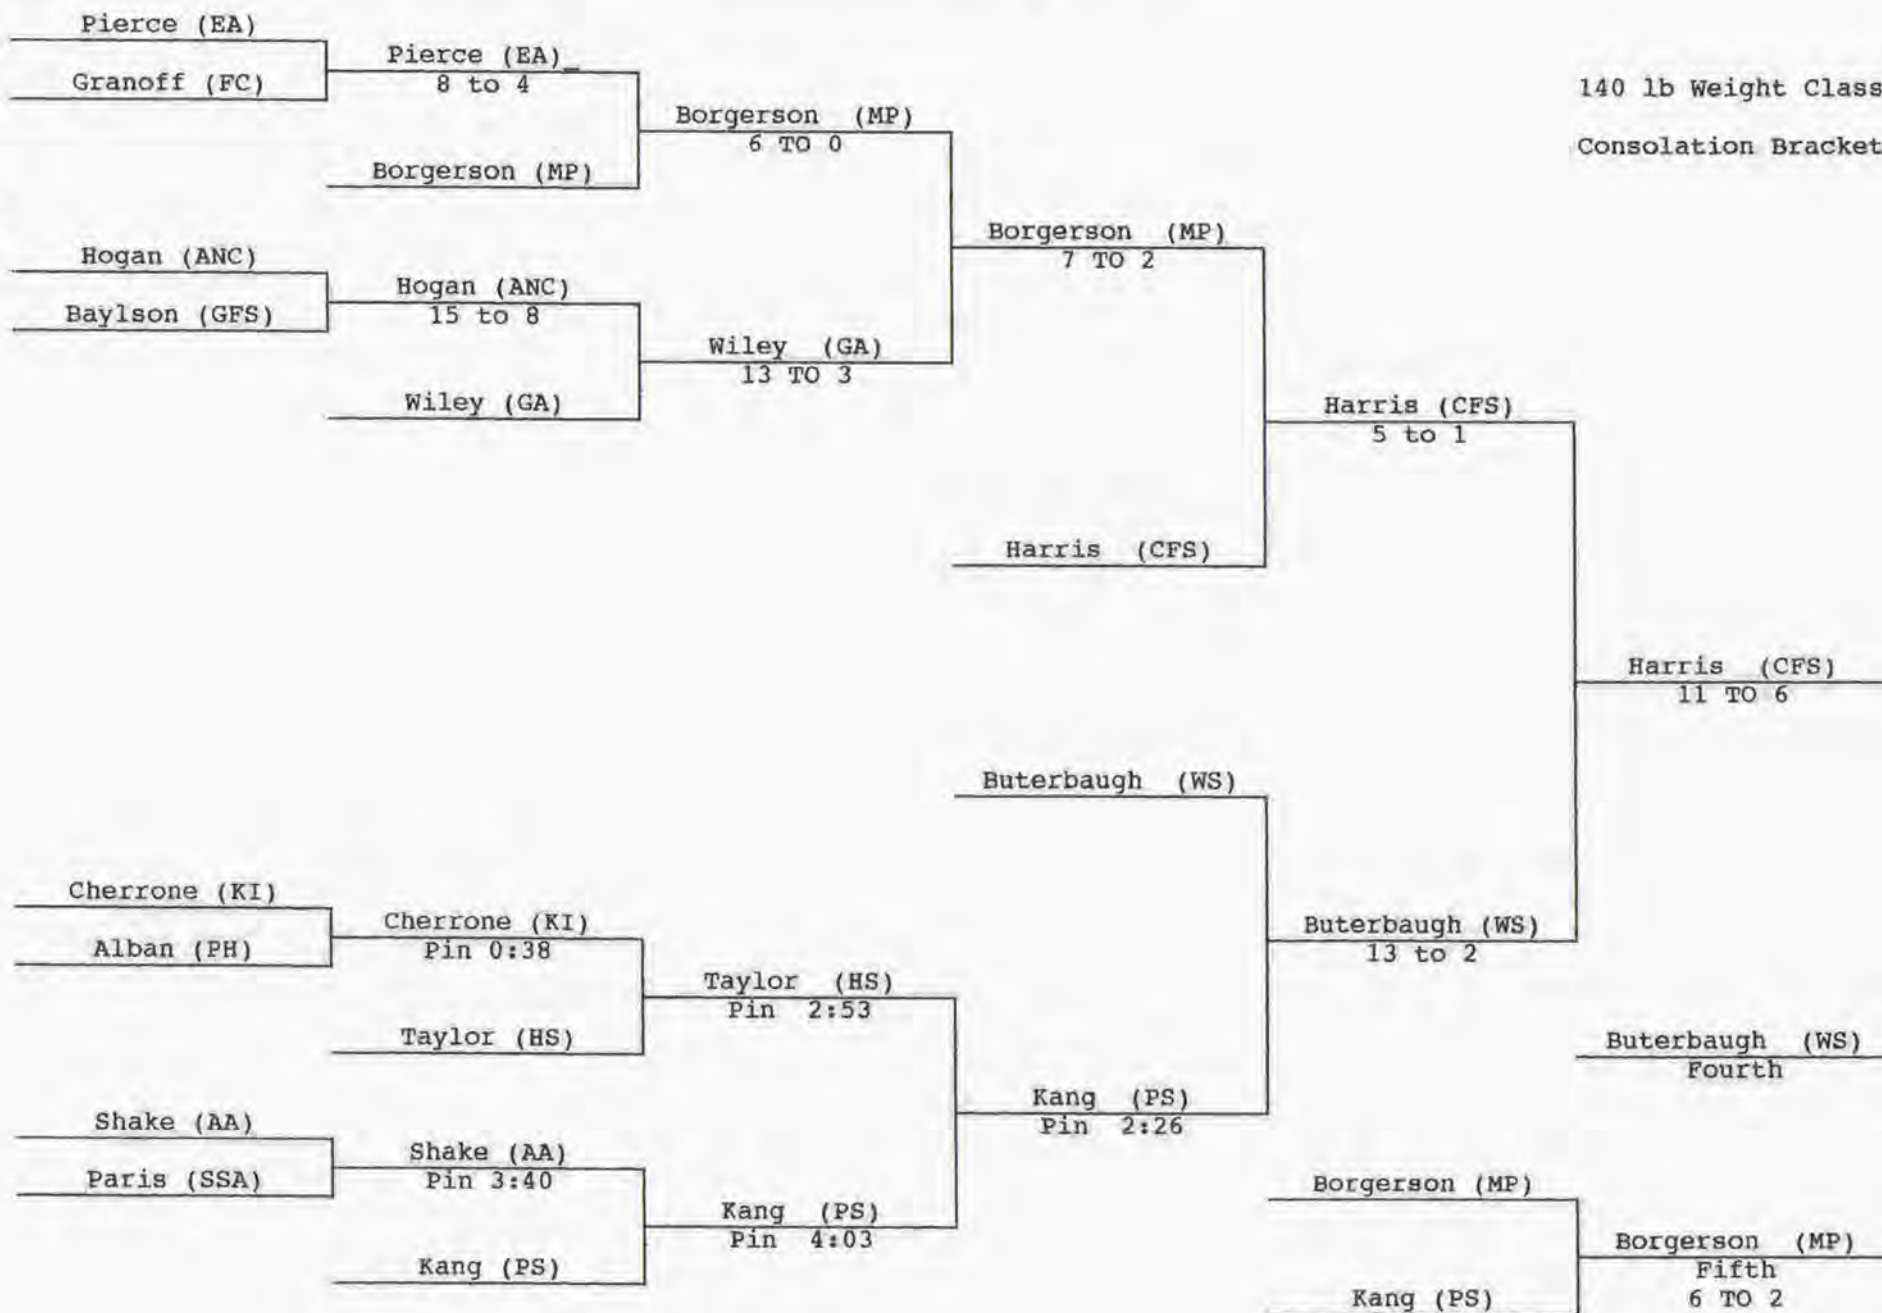 Pierce (EA)
Granoff (FC)
Pierce (EA)_
8 to 4
Borgerson (MP)
Borgerson (MP)
6 TO 0
Hogan (ANC)
Baylson (GFS)
Hogan (ANC)
15 to 8
Wiley (GA)
Wiley (GA)
13 TO 3
Borgerson (MP)
7 TO 2
Harris (CFS)
Harris (CFS)
5 to 1
140 lb Weight Class
Consolation Bracket
Harris (CFS)
11 TO 6
Buterbaugh (WS)
Cherrone (KI)
Alban (PH)
Cherrone (KI)
Pin 0:38
Taylor (HS)
Taylor (HS)
Pin 2:53
Shake (AA)
Paris (SSA)
Shake (AA)
Pin 3:40
Kang (PS)
Kang (PS)
Pin 4:03
Kang (PS)
Pin 2:26
Buterbaugh (WS)
13 to 2
Buterbaugh (WS)
Fourth
Borgerson (MP)
Kang (PS)
Borgerson (MP)
Fifth
6 TO 2